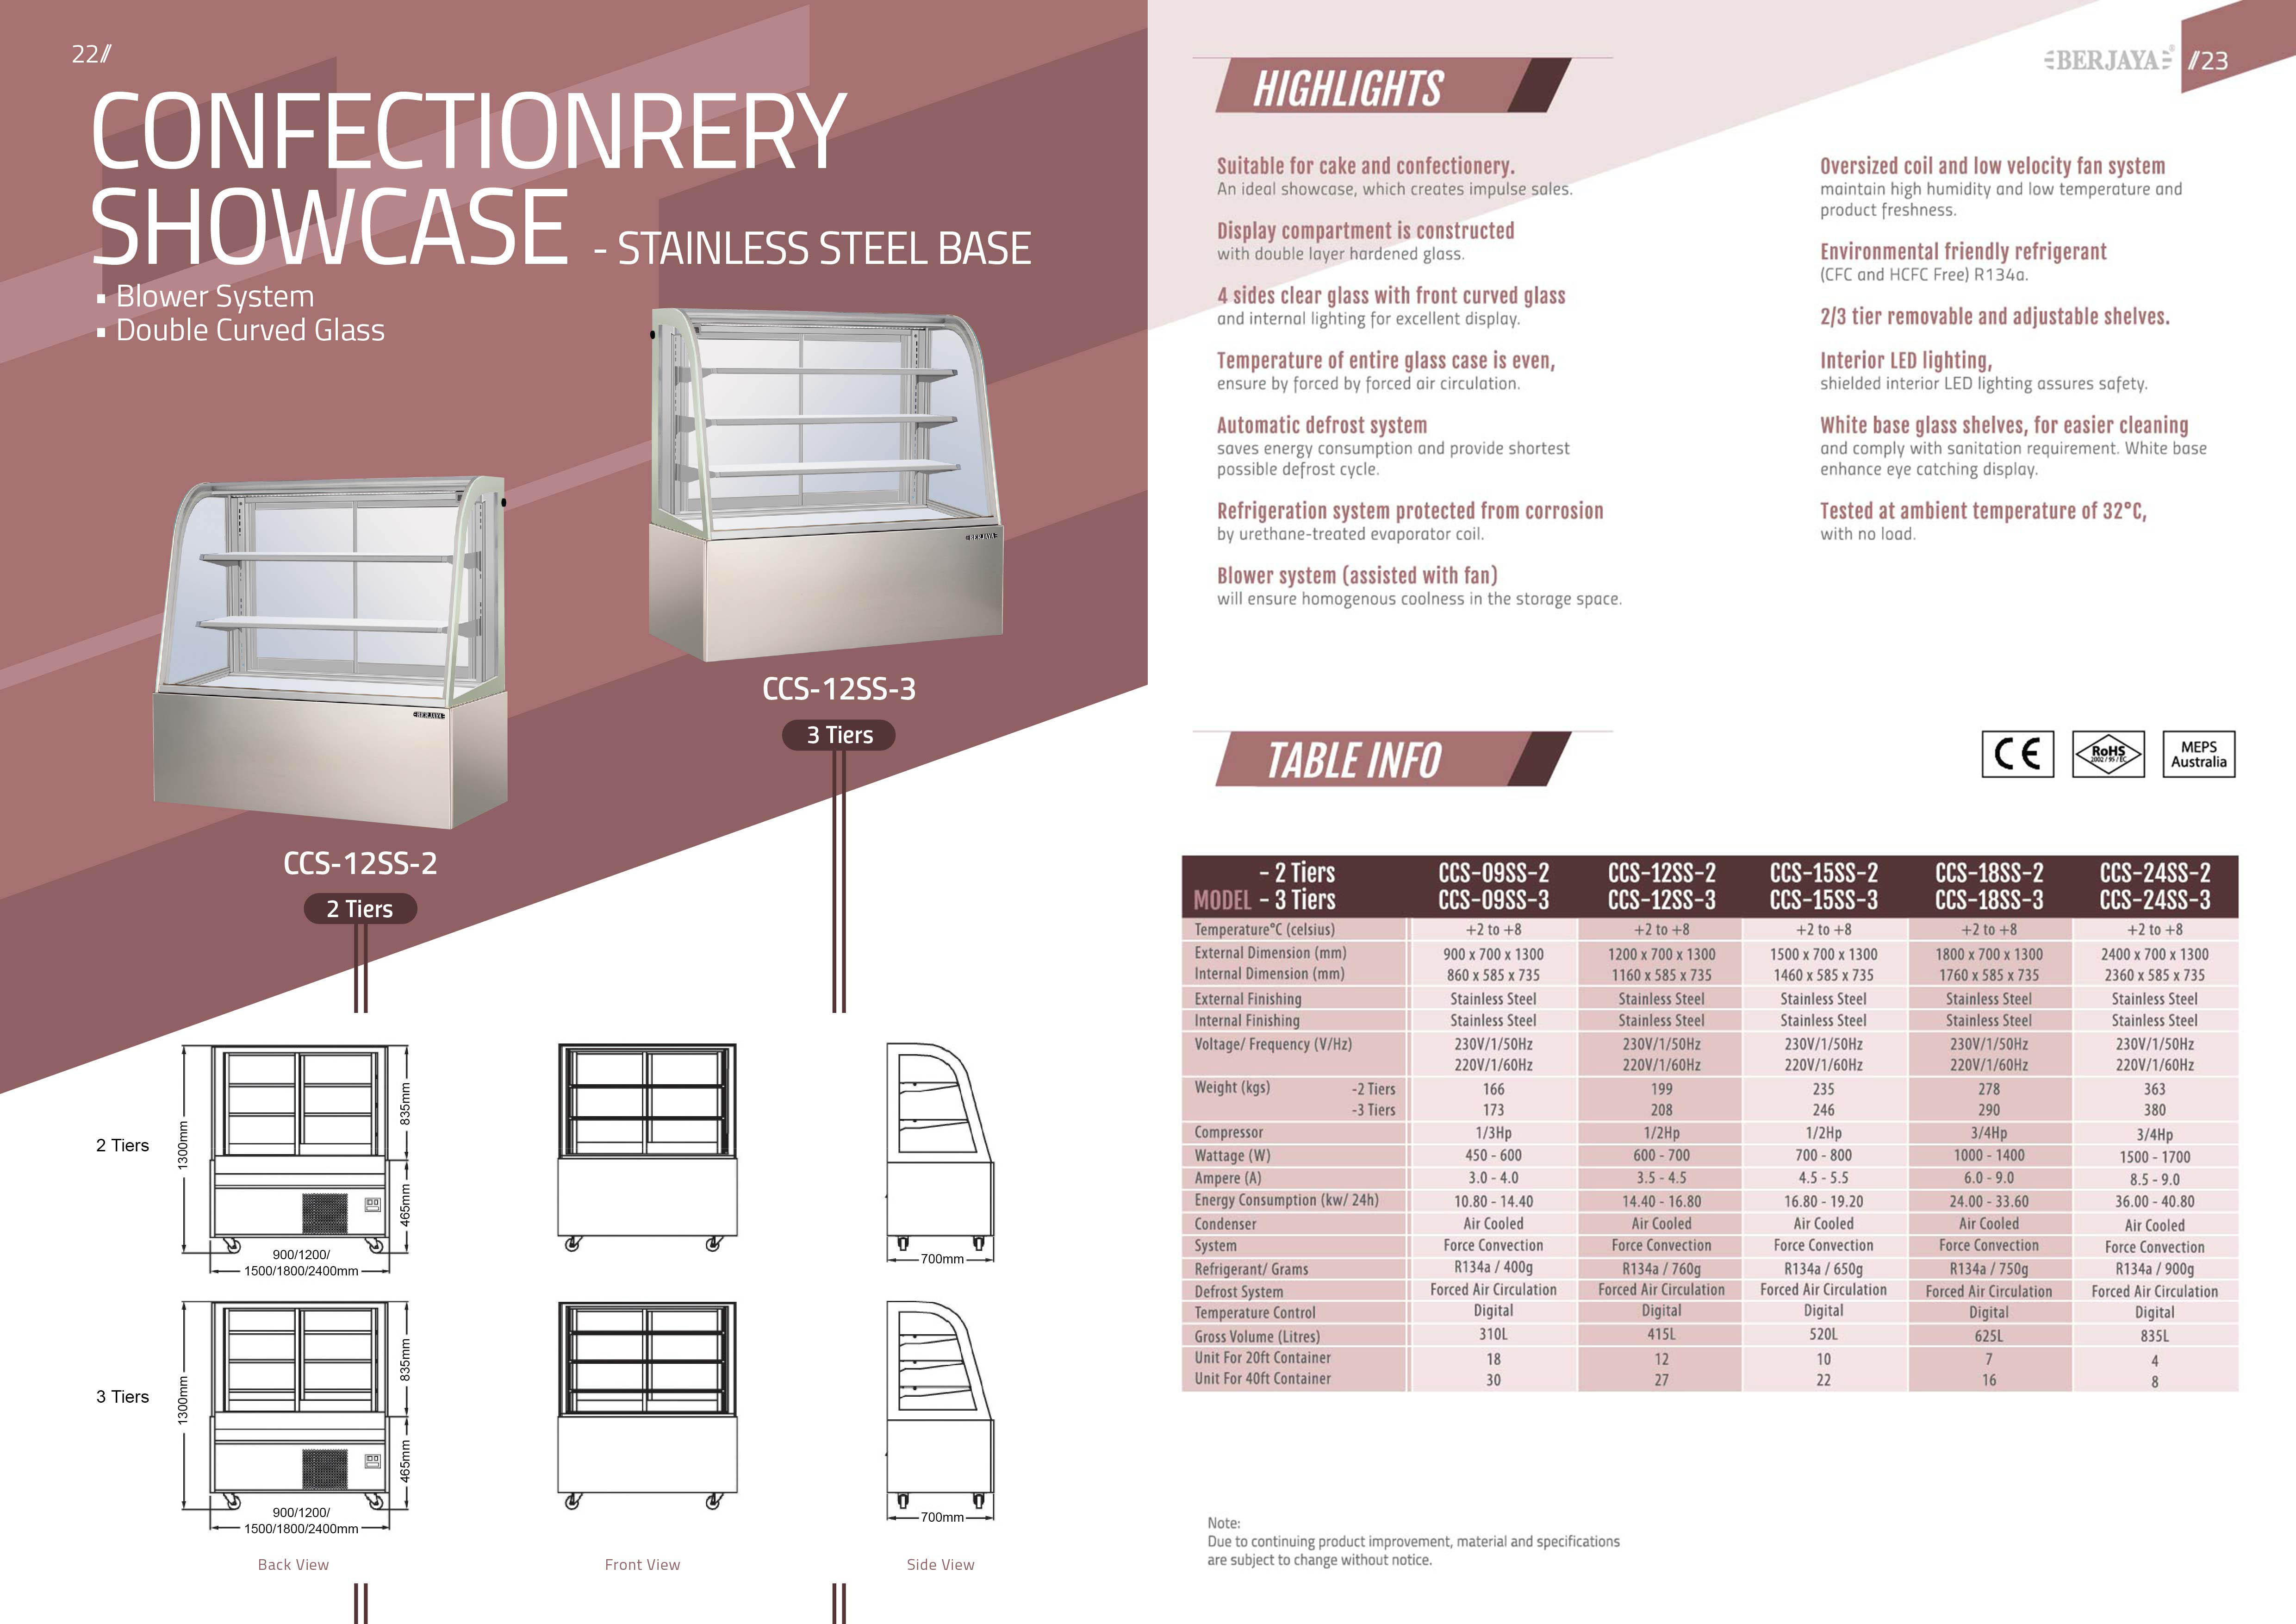 22//
CONFECTIONRERY
SHOWCASE - STAINLESS STEEL BASE
▪ Blower System
▪ Double Curved Glass
BERJAYA
CCS-12SS-3
3 Tiers
BERJAYA
CCS-12SS-2
2 Tiers
2 Tiers
1300mm
835mm
465mm
900/1200/
1500/1800/2400mm
700mm
3 Tiers
1300mm
835mm
465mm
900/1200/
1500/1800/2400mm
700mm
Back View
Front View
Side View
BERJAYA® //23
HIGHLIGHTS
Suitable for cake and confectionery.
An ideal showcase, which creates impulse sales.
Display compartment is constructed
with double layer hardened glass.
4 sides clear glass with front curved glass
and internal lighting for excellent display.
Temperature of entire glass case is even,
ensure by forced by forced air circulation.
Automatic defrost system
saves energy consumption and provide shortest
possible defrost cycle.
Refrigeration system protected from corrosion
by urethane-treated evaporator coil.
Blower system (assisted with fan)
will ensure homogenous coolness in the storage space.
Oversized coil and low velocity fan system
maintain high humidity and low temperature and
product freshness.
Environmental friendly refrigerant
(CFC and HCFC Free) R134a.
2/3 tier removable and adjustable shelves.
Interior LED lighting,
shielded interior LED lighting assures safety.
White base glass shelves, for easier cleaning
and comply with sanitation requirement. White base
enhance eye catching display.
Tested at ambient temperature of 32°C,
with no load.
TABLE INFO
CE
RoHS
2002 / 95 / EC
MEPS
Australia
- 2 Tiers CCS-09SS-2 CCS-12SS-2 CCS-15SS-2 CCS-18SS-2 CCS-24SS-2
MODEL - 3 Tiers CCS-09SS-3 CCS-12SS-3 CCS-15SS-3 CCS-18SS-3 CCS-24SS-3
Temperature°C (celsius) +2 to +8 +2 to +8 +2 to +8 +2 to +8 +2 to +8
External Dimension (mm) 900 x 700 x 1300 1200 x 700 x 1300 1500 x 700 x 1300 1800 x 700 x 1300 2400 x 700 x 1300
Internal Dimension (mm) 860 x 585 x 735 1160 x 585 x 735 1460 x 585 x 735 1760 x 585 x 735 2360 x 585 x 735
External Finishing Stainless Steel Stainless Steel Stainless Steel Stainless Steel Stainless Steel
Internal Finishing Stainless Steel Stainless Steel Stainless Steel Stainless Steel Stainless Steel
Voltage/ Frequency (V/Hz) 230V/1/50Hz 230V/1/50Hz 230V/1/50Hz 230V/1/50Hz 230V/1/50Hz
220V/1/60Hz 220V/1/60Hz 220V/1/60Hz 220V/1/60Hz 220V/1/60Hz
Weight (kgs) -2 Tiers 166 199 235 278 363
-3 Tiers 173 208 246 290 380
Compressor 1/3Hp 1/2Hp 1/2Hp 3/4Hp 3/4Hp
Wattage (W) 450 - 600 600 - 700 700 - 800 1000 - 1400 1500 - 1700
Ampere (A) 3.0 - 4.0 3.5 - 4.5 4.5 - 5.5 6.0 - 9.0 8.5 - 9.0
Energy Consumption (kw/ 24h) 10.80 - 14.40 14.40 - 16.80 16.80 - 19.20 24.00 - 33.60 36.00 - 40.80
Condenser Air Cooled Air Cooled Air Cooled Air Cooled Air Cooled
System Force Convection Force Convection Force Convection Force Convection Force Convection
Refrigerant/ Grams R134a / 400g R134a / 760g R134a / 650g R134a / 750g R134a / 900g
Defrost System Forced Air Circulation Forced Air Circulation Forced Air Circulation Forced Air Circulation Forced Air Circulation
Temperature Control Digital Digital Digital Digital Digital
Gross Volume (Litres) 310L 415L 520L 625L 835L
Unit For 20ft Container 18 12 10 7 4
Unit For 40ft Container 30 27 22 16 8
Note:
Due to continuing product improvement, material and specifications
are subject to change without notice.